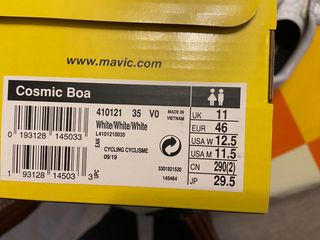 www.mavic.com
Cosmic Boa
410121 35 V0
White/White/White
L4101210035
CYCLING CYCLISME
09/19
MADE IN
VIETNAM
5301921520
145464
0 193128 145033
1 93128 14503 3
UK 11
EUR 46
USA W 12.5
USA M 11.5
CN 290(2)
JP 29.5